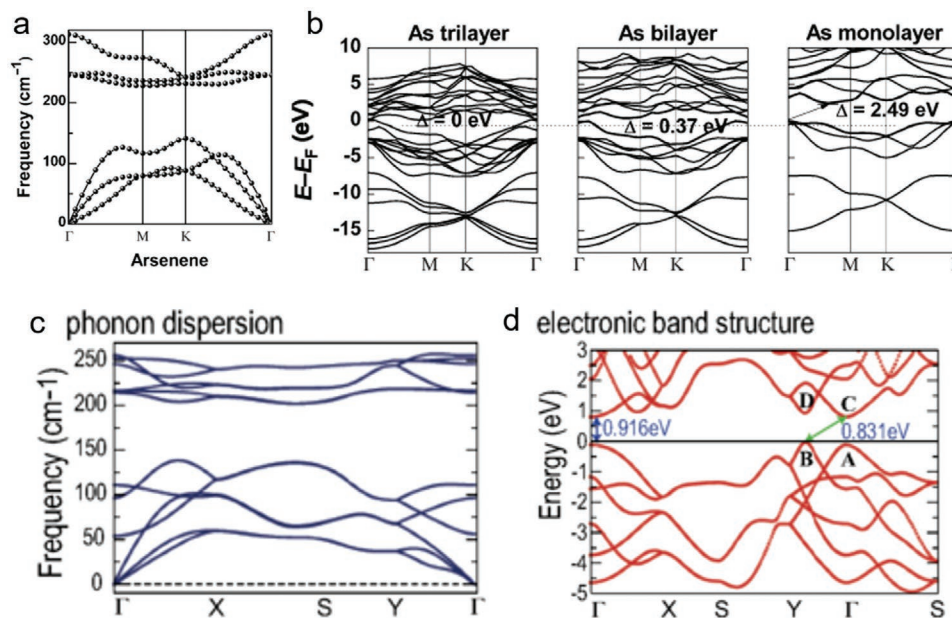 a
Frequency (cm⁻¹)
300
200
100
0
Γ M K Γ
Arsenene
b
As trilayer As bilayer As monolayer
E–E_F (eV)
10
5
0
-5
-10
-15
Δ = 0 eV
Δ = 0.37 eV
Δ = 2.49 eV
Γ M K Γ Γ M K Γ Γ M K
c phonon dispersion
Frequency (cm⁻¹)
250
200
150
100
50
0
Γ X S Y Γ
d electronic band structure
Energy (eV)
3
2
1
0
-1
-2
-3
-4
-5
D C
0.916eV 0.831eV
B A
Γ X S Y Γ S